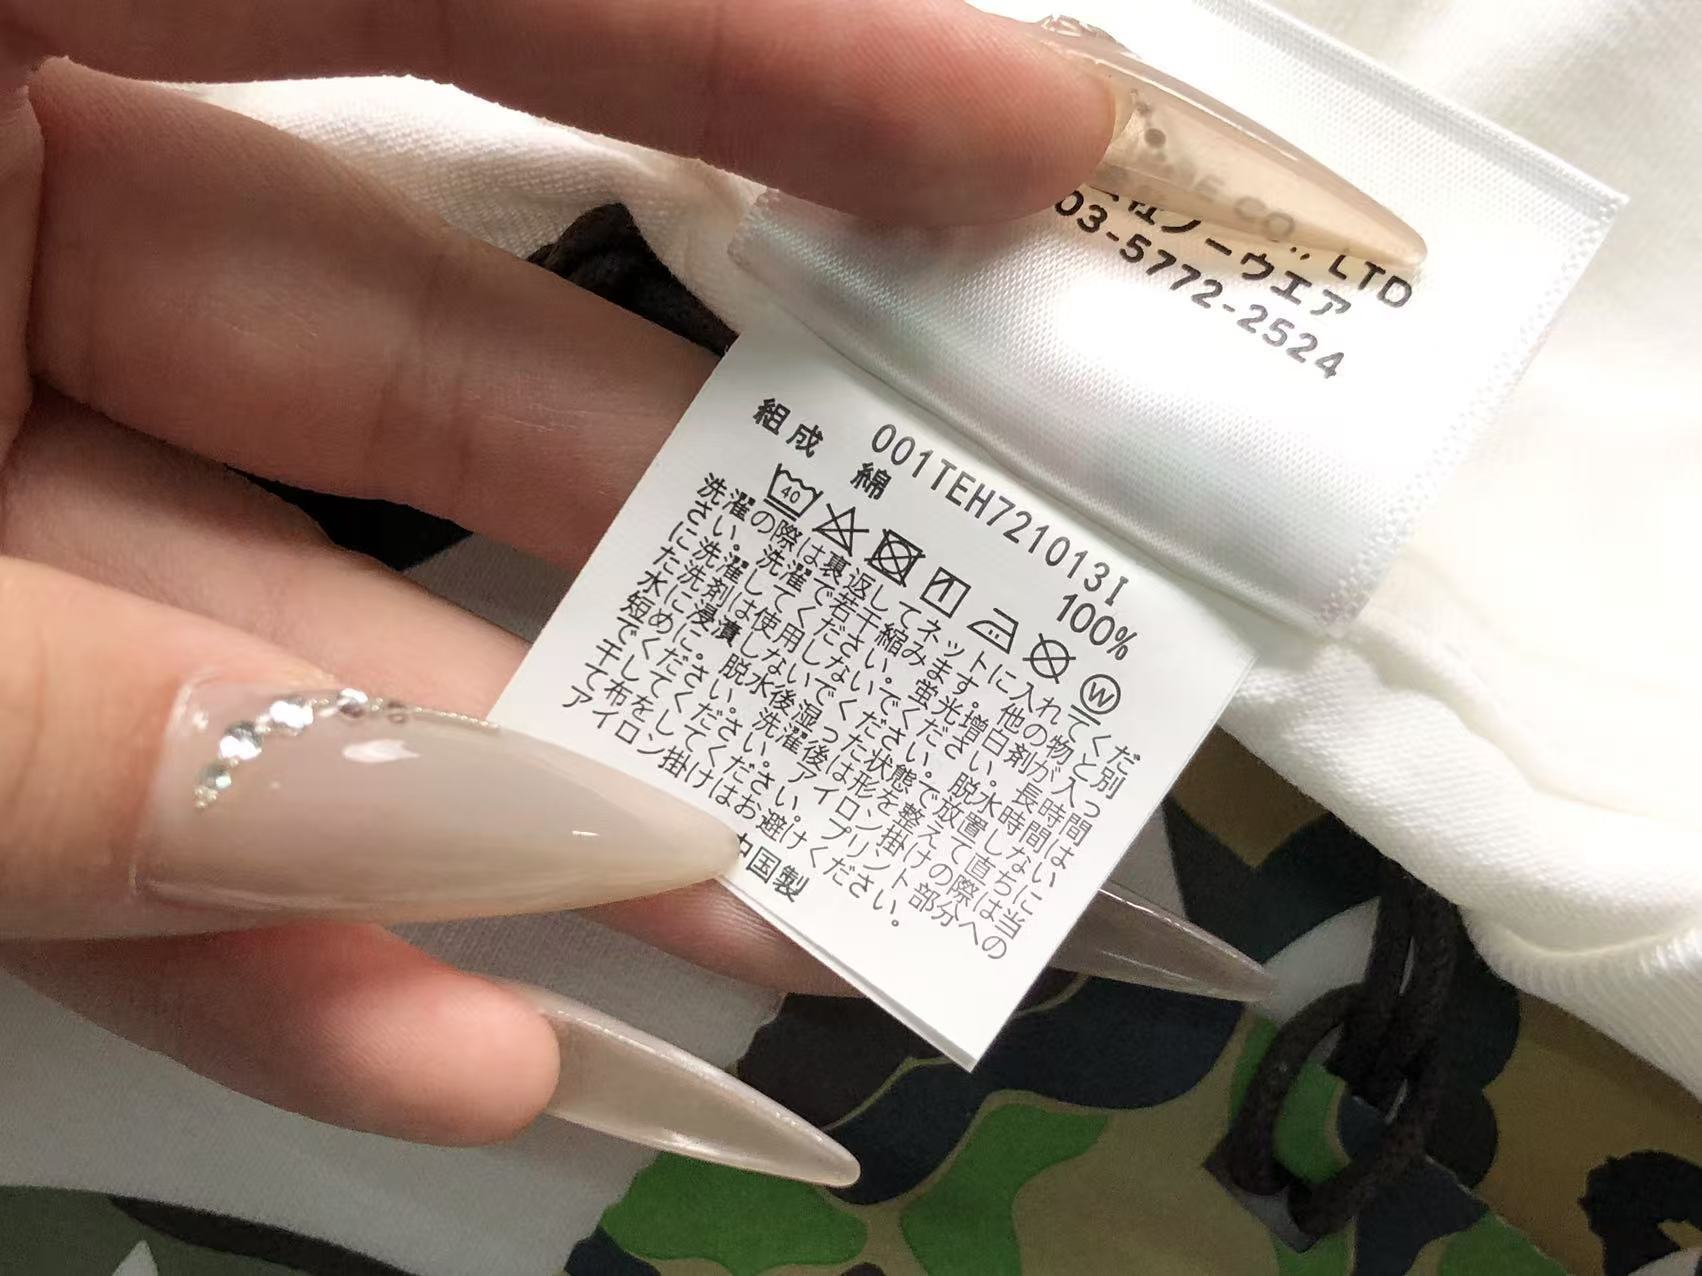 CO., LTD
社ノーウエア
03-5772-2524
001TEH721013I
組成 綿 100%
40
W
洗濯の際は裏返してネットに入れてくだ
さい。洗濯で若干縮みます。他の物と別
に洗濯してください。蛍光増白剤が入っ
た洗剤は使用しないでください。長時間
水に浸漬しないでください。脱水時間は
短めに。脱水後湿った状態で放置しない
でください。洗濯後は形を整えて直ちに
干してください。アイロン掛けの際は当
て布をしてください。プリント部分への
アイロン掛けはお避けください。
中国製